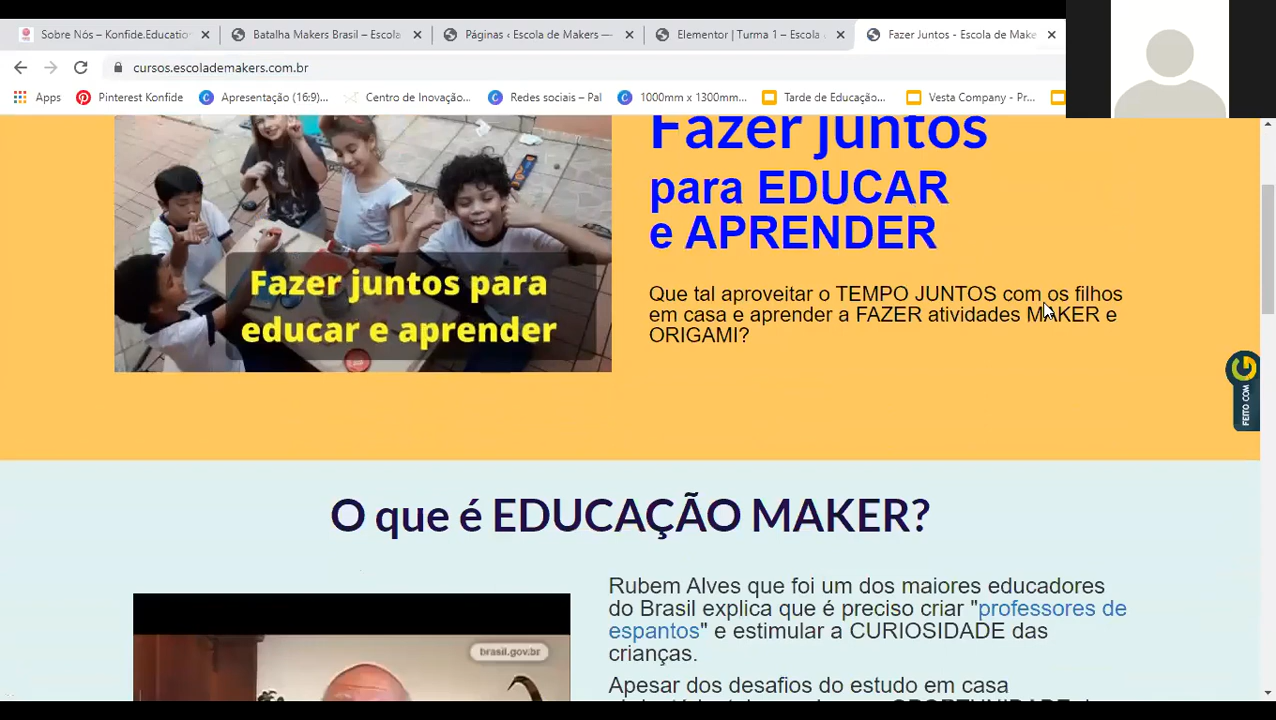 Sobre Nós – Konfide.Educatio
Batalha Makers Brasil – Escola
Páginas ‹ Escola de Makers —
Elementor | Turma 1 – Escola
Fazer Juntos - Escola de Make
cursos.escolademakers.com.br
Apps
Pinterest Konfide
Apresentação (16:9)...
Centro de Inovação...
Redes sociais – Pal
1000mm x 1300mm...
Tarde de Educação...
Vesta Company - Pr...
Fazer juntos para
educar e aprender
Fazer juntos
para EDUCAR
e APRENDER
Que tal aproveitar o TEMPO JUNTOS com os filhos
em casa e aprender a FAZER atividades MAKER e
ORIGAMI?
FEITO COM
O que é EDUCAÇÃO MAKER?
brasil.gov.br
Rubem Alves que foi um dos maiores educadores
do Brasil explica que é preciso criar "professores de
espantos" e estimular a CURIOSIDADE das
crianças.
Apesar dos desafios do estudo em casa